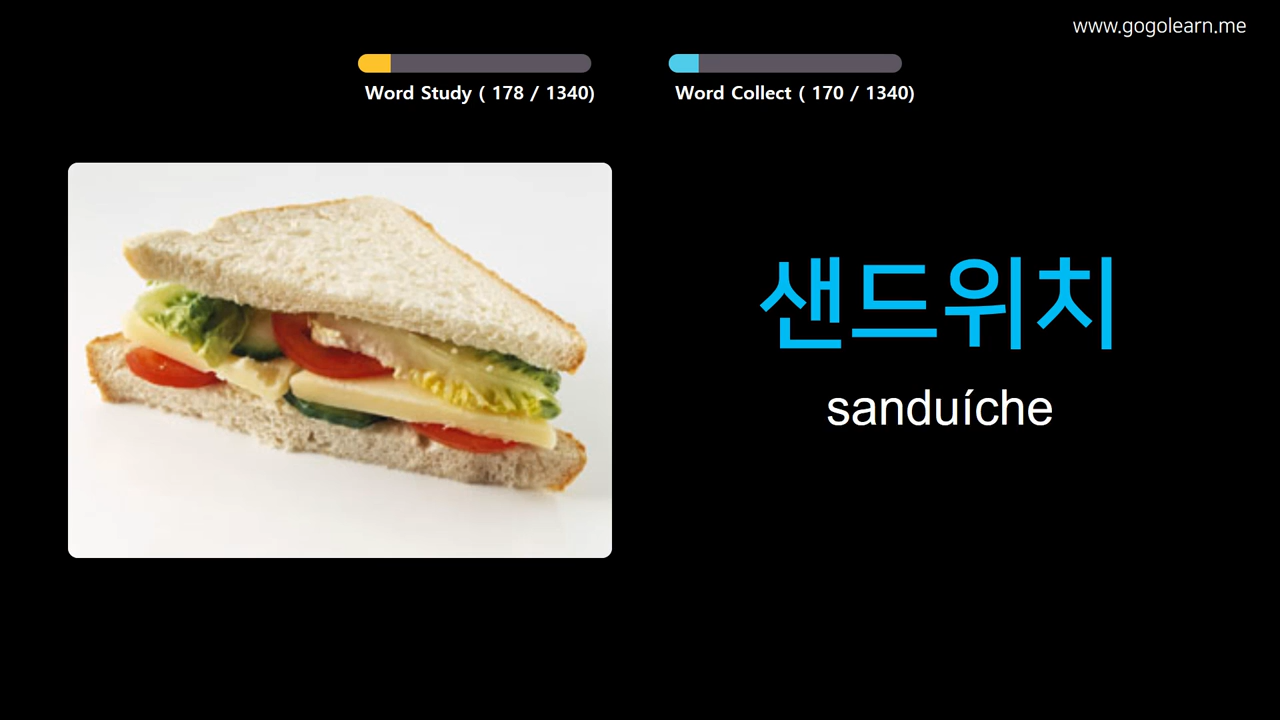 www.gogolearn.me
Word Study ( 178 / 1340)
Word Collect ( 170 / 1340)
샌드위치
sanduíche